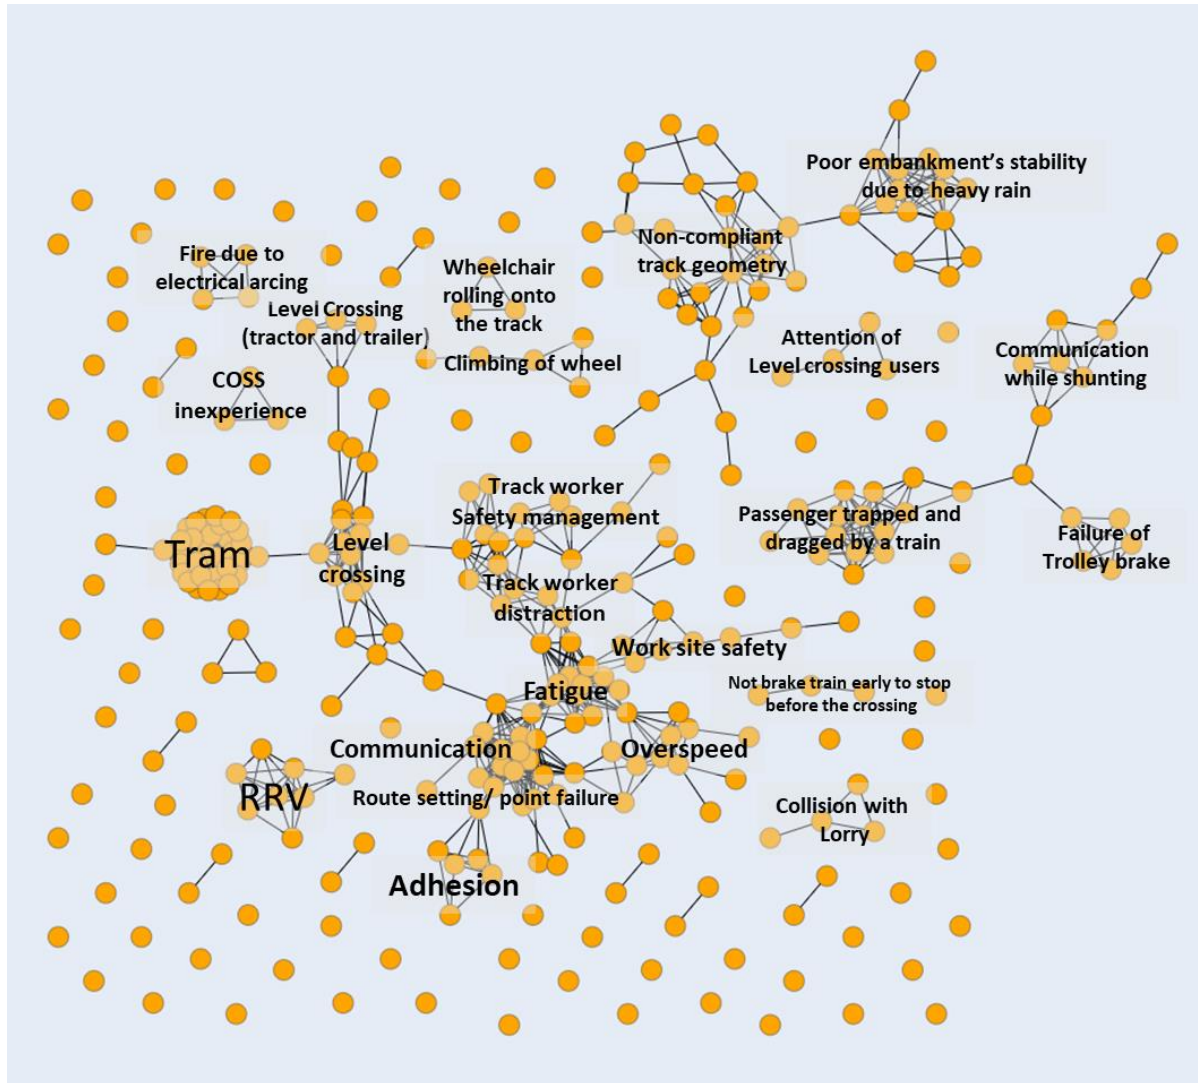 Poor embankment's stability
due to heavy rain
Non-compliant
track geometry
Fire due to
electrical arcing
Wheelchair
rolling onto
the track
Level Crossing
(tractor and trailer)
Attention of
Level crossing users
Communication
while shunting
Climbing of wheel
COSS
inexperience
Track worker
Safety management
Passenger trapped and
dragged by a train
Failure of
Trolley brake
Tram
Level
crossing
Track worker
distraction
Work site safety
Fatigue
Not brake train early to stop
before the crossing
Communication
Overspeed
RRV
Route setting/ point failure
Collision with
Lorry
Adhesion